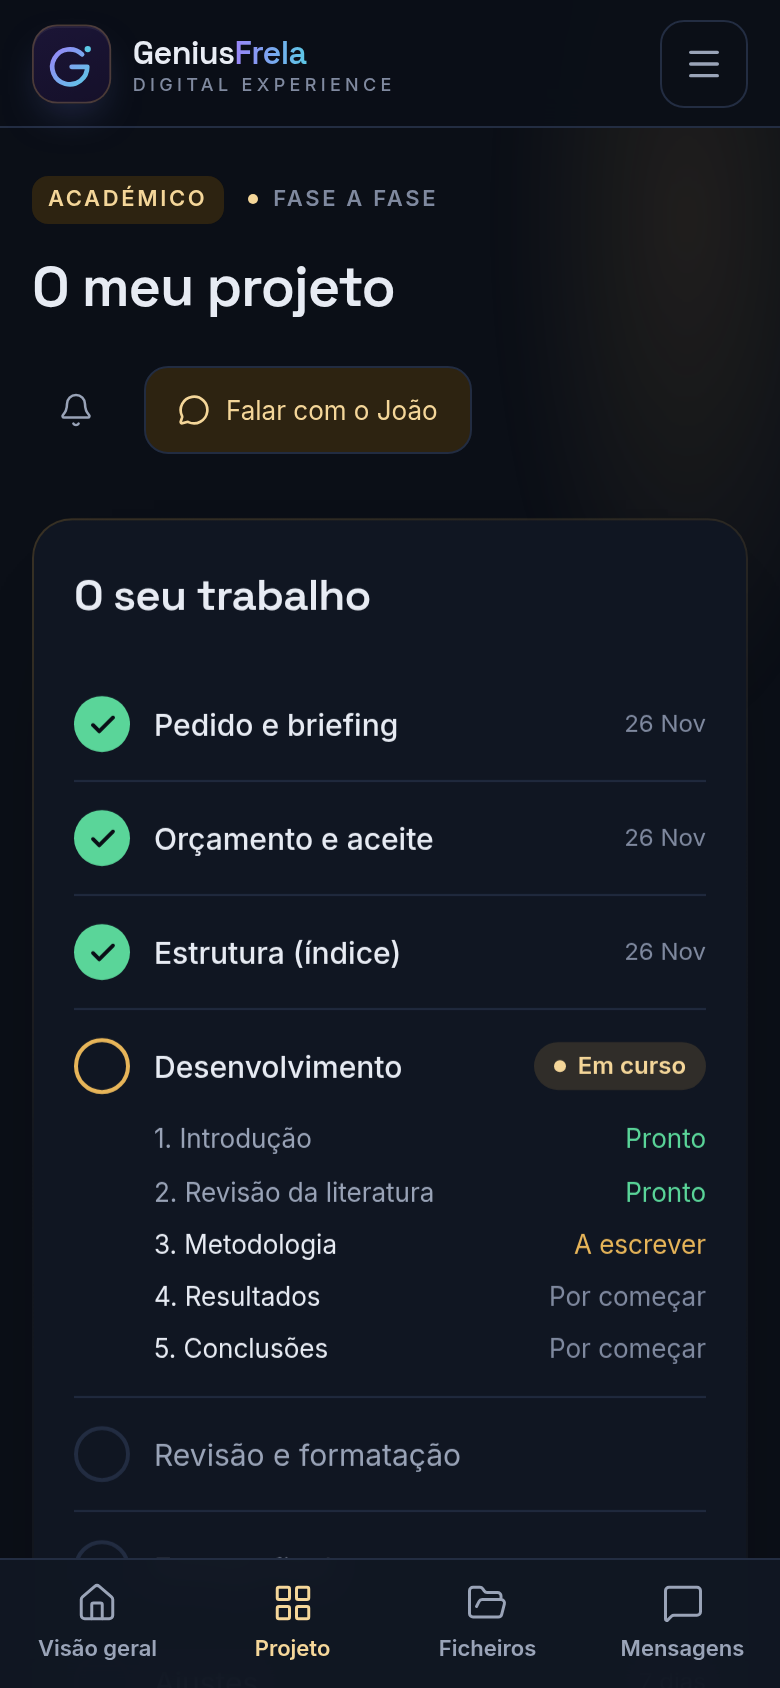 GeniusFrela
DIGITAL EXPERIENCE
ACADÉMICO
FASE A FASE
O meu projeto
Falar com o João
O seu trabalho
Pedido e briefing 26 Nov
Orçamento e aceite 26 Nov
Estrutura (índice) 26 Nov
Desenvolvimento Em curso
1. Introdução Pronto
2. Revisão da literatura Pronto
3. Metodologia A escrever
4. Resultados Por começar
5. Conclusões Por começar
Revisão e formatação
Visão geral
Projeto
Ficheiros
Mensagens